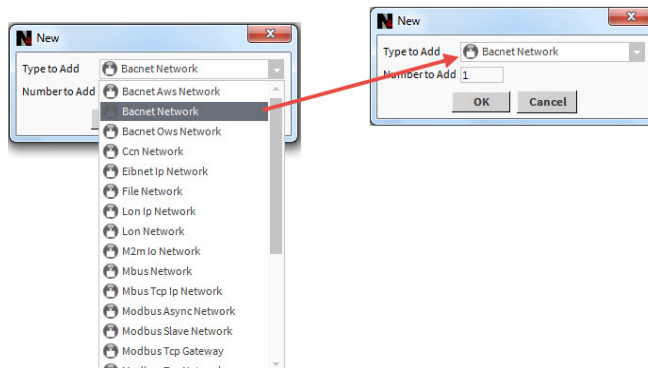 New
Type to Add Bacnet Network
Number to Add
Bacnet Aws Network
Bacnet Network
Bacnet Ows Network
Ccn Network
Eibnet Ip Network
File Network
Lon Ip Network
Lon Network
M2m Io Network
Mbus Network
Mbus Tcp Ip Network
Modbus Async Network
Modbus Slave Network
Modbus Tcp Gateway
New
Type to Add Bacnet Network
Number to Add 1
OK Cancel